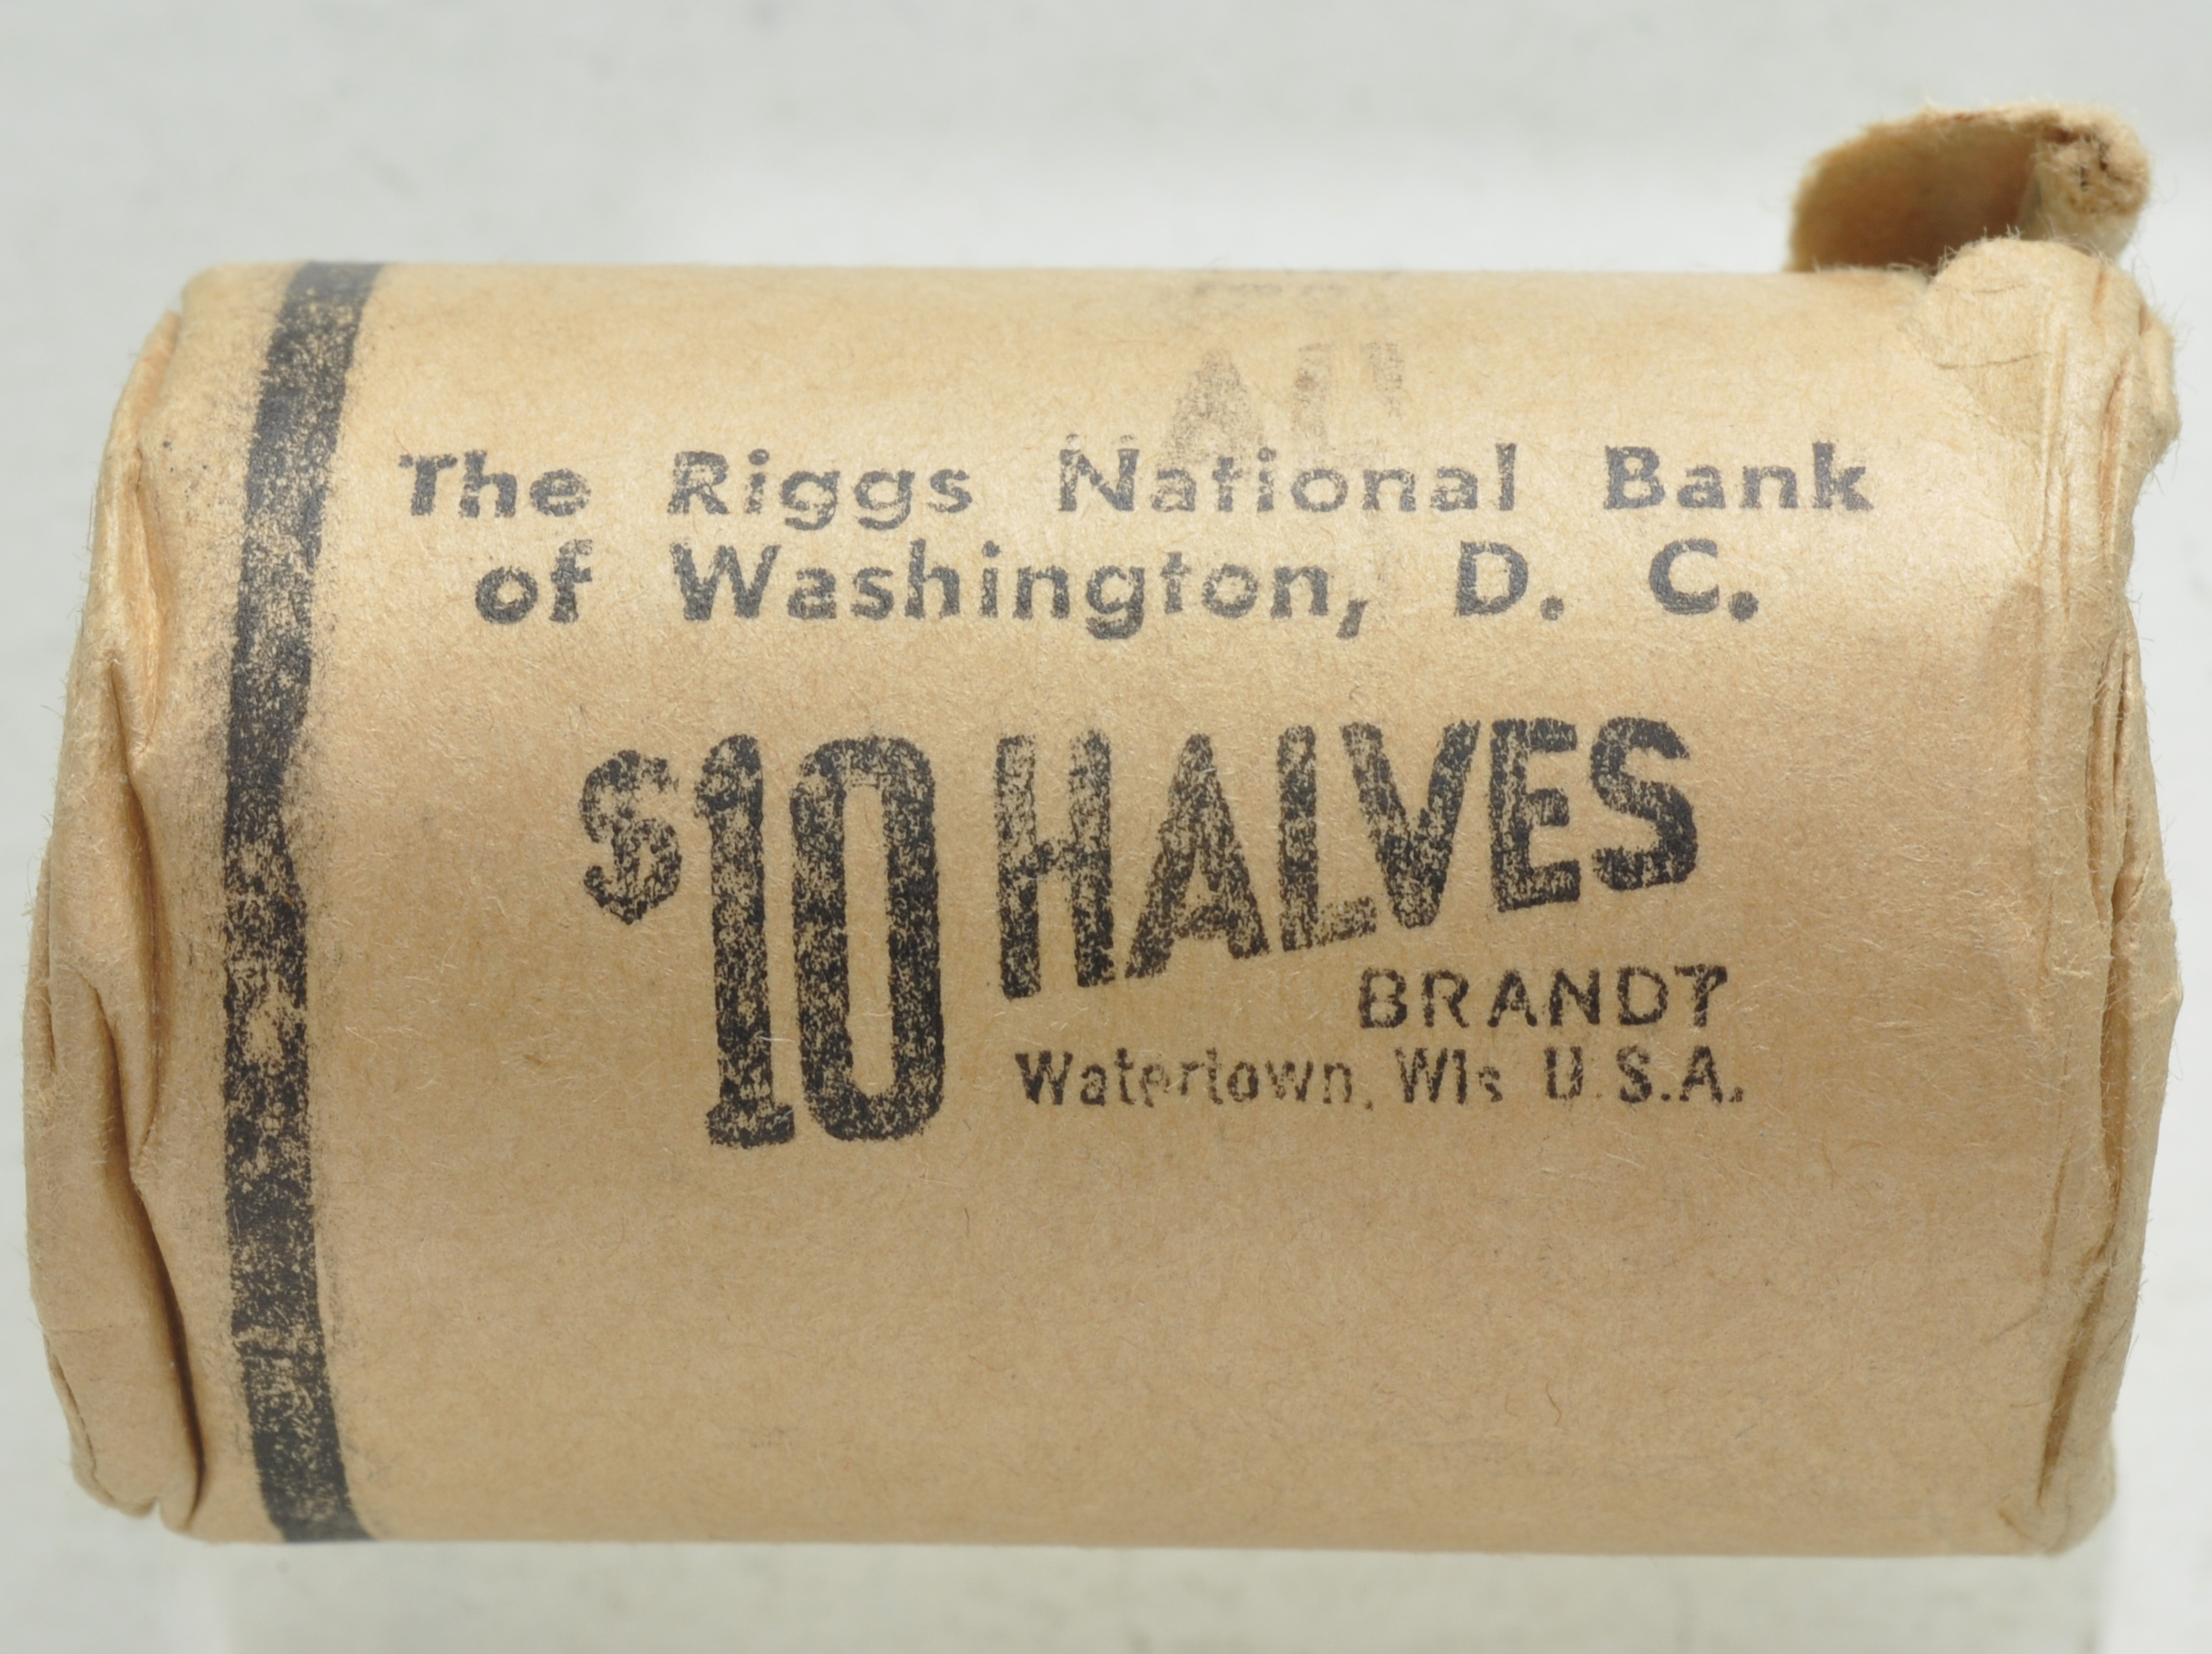 The Riggs National Bank
of Washington, D. C.
$10 HALVES
BRANDT
Watertown, Wis U.S.A.